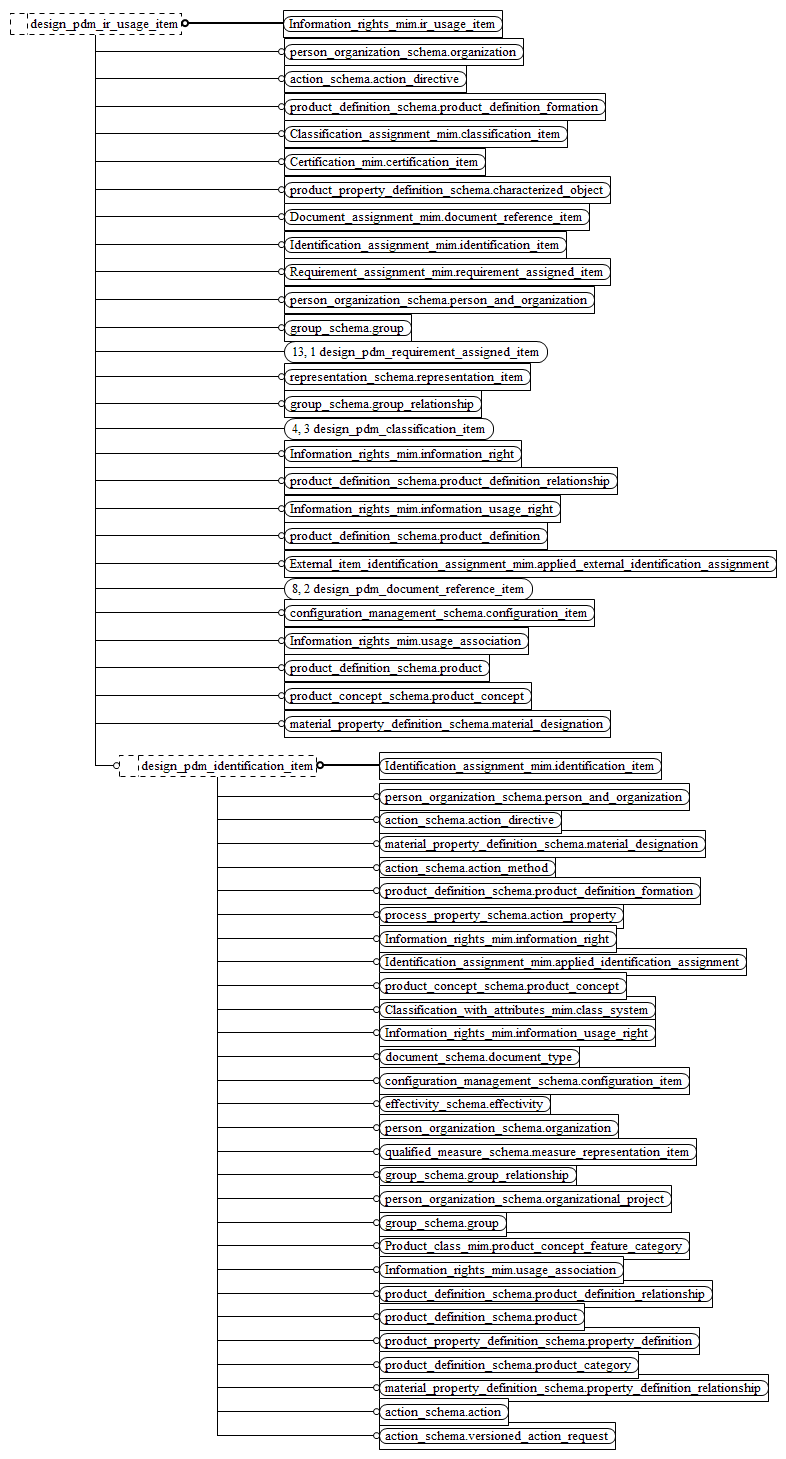 design_pdm_ir_usage_item
Information_rights_mim.ir_usage_item
person_organization_schema.organization
action_schema.action_directive
product_definition_schema.product_definition_formation
Classification_assignment_mim.classification_item
Certification_mim.certification_item
product_property_definition_schema.characterized_object
Document_assignment_mim.document_reference_item
Identification_assignment_mim.identification_item
Requirement_assignment_mim.requirement_assigned_item
person_organization_schema.person_and_organization
group_schema.group
13, 1 design_pdm_requirement_assigned_item
representation_schema.representation_item
group_schema.group_relationship
4, 3 design_pdm_classification_item
Information_rights_mim.information_right
product_definition_schema.product_definition_relationship
Information_rights_mim.information_usage_right
product_definition_schema.product_definition
External_item_identification_assignment_mim.applied_external_identification_assignment
8, 2 design_pdm_document_reference_item
configuration_management_schema.configuration_item
Information_rights_mim.usage_association
product_definition_schema.product
product_concept_schema.product_concept
material_property_definition_schema.material_designation
design_pdm_identification_item
Identification_assignment_mim.identification_item
person_organization_schema.person_and_organization
action_schema.action_directive
material_property_definition_schema.material_designation
action_schema.action_method
product_definition_schema.product_definition_formation
process_property_schema.action_property
Information_rights_mim.information_right
Identification_assignment_mim.applied_identification_assignment
product_concept_schema.product_concept
Classification_with_attributes_mim.class_system
Information_rights_mim.information_usage_right
document_schema.document_type
configuration_management_schema.configuration_item
effectivity_schema.effectivity
person_organization_schema.organization
qualified_measure_schema.measure_representation_item
group_schema.group_relationship
person_organization_schema.organizational_project
group_schema.group
Product_class_mim.product_concept_feature_category
Information_rights_mim.usage_association
product_definition_schema.product_definition_relationship
product_definition_schema.product
product_property_definition_schema.property_definition
product_definition_schema.product_category
material_property_definition_schema.property_definition_relationship
action_schema.action
action_schema.versioned_action_request